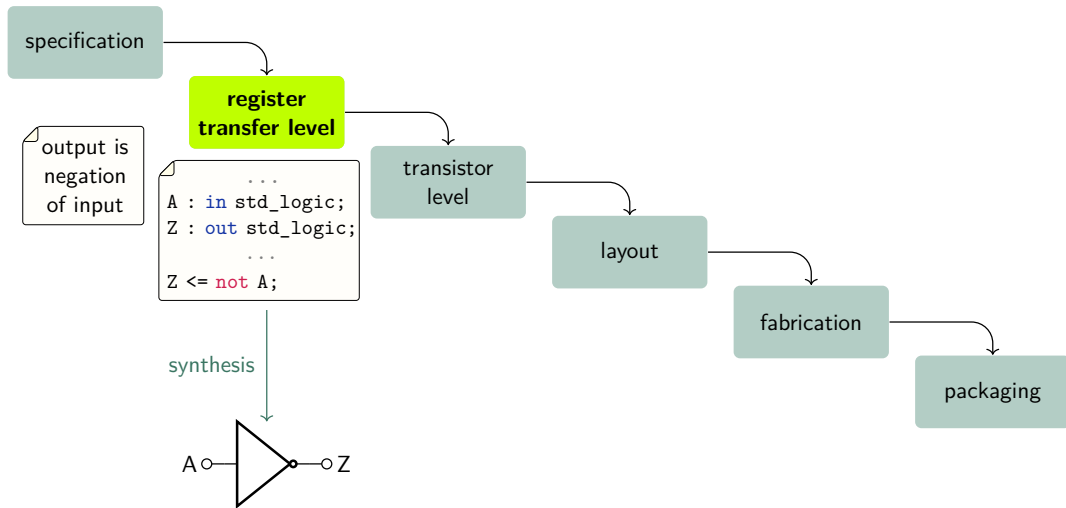 specification
register
transfer level
output is
negation
of input
...
A : in std_logic;
Z : out std_logic;
...
Z <= not A;
transistor
level
layout
fabrication
packaging
synthesis
A
Z